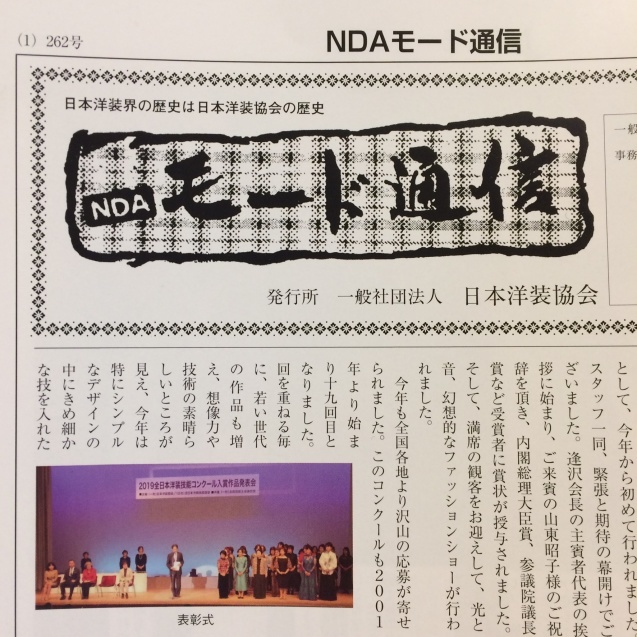 (1) 262号
NDAモード通信
日本洋装界の歴史は日本洋装協会の歴史
NDA モード通信
発行所 一般社団法人 日本洋装協会
一般
事務
として、今年から初めて行われました
スタッフ一同、緊張と期待の幕開けでご
ざいました。逢沢会長の主賓者代表の挨
拶に始まり、ご来賓の山東昭子様のご祝
辞を頂き、内閣総理大臣賞、参議院議長
賞など受賞者に賞状が授与されました。
そして、満席の観客をお迎えして、光と
音、幻想的なファッションショーが行わ
れました。
今年も全国各地より沢山の応募が寄せ
られました。このコンクールも2001
年より始ま
り十九回目と
なりました。
回を重ねる毎
に、若い世代
の作品も増
え、想像力や
技術の素晴ら
しいところが
見え、今年は
特にシンプル
なデザインの
中にきめ細か
な技を入れた
2019全日本洋装技能コンクール入賞作品発表会
表彰式